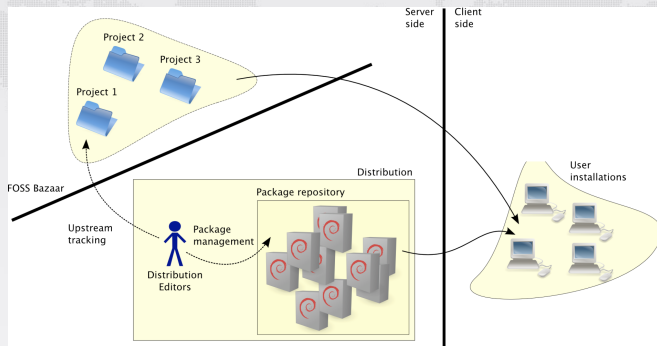 Server
side
Client
side
Project 2
Project 3
Project 1
FOSS Bazaar
Distribution
Package repository
User
installations
Upstream
tracking
Package
management
Distribution
Editors